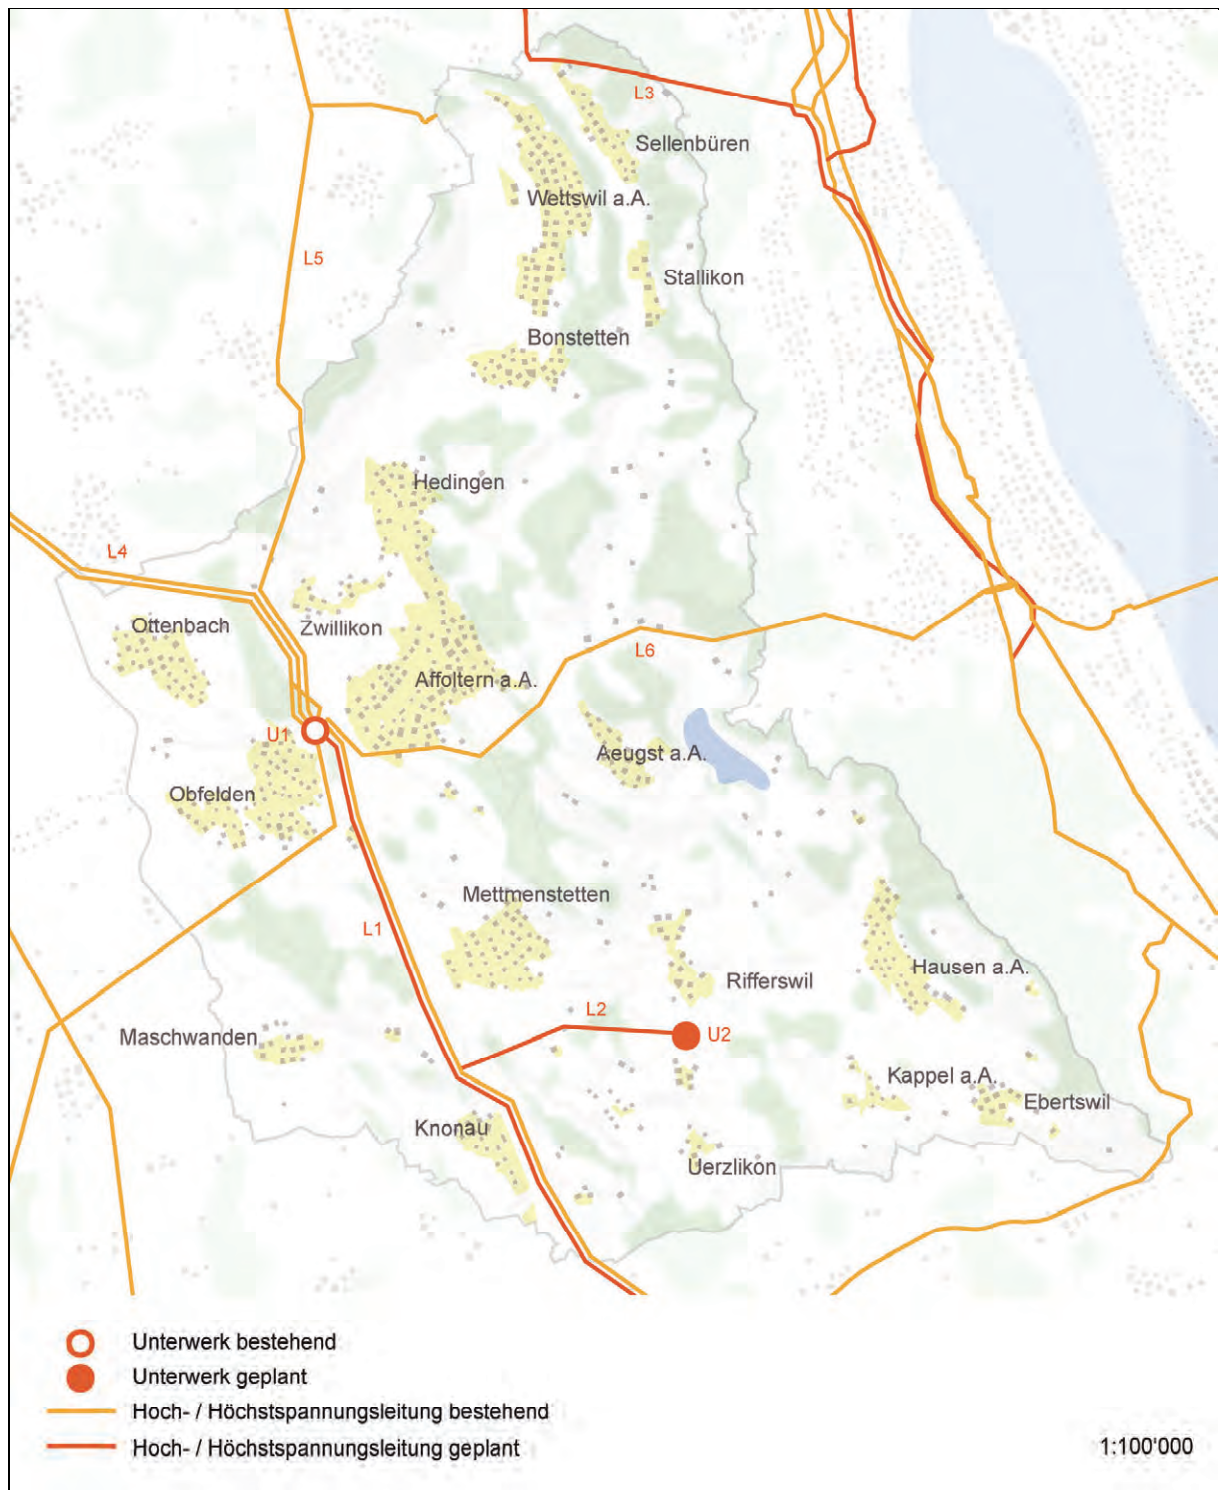 L3
Sellenbüren
Wettswil a.A.
L5
Stallikon
Bonstetten
Hedingen
L4
Ottenbach
Zwillikon
L6
Affoltern a.A.
U1
Aeugst a.A.
Obfelden
Mettmenstetten
L1
Hausen a.A.
Rifferswil
L2
U2
Maschwanden
Kappel a.A.
Ebertswil
Knonau
Uerzlikon
Unterwerk bestehend
Unterwerk geplant
Hoch- / Höchstspannungsleitung bestehend
Hoch- / Höchstspannungsleitung geplant
1:100'000